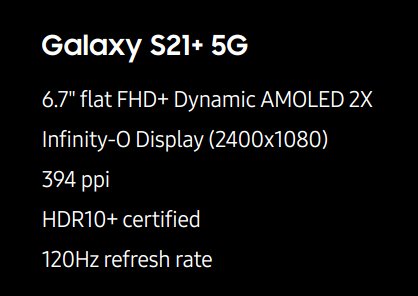 Galaxy S21+ 5G
6.7" flat FHD+ Dynamic AMOLED 2X
Infinity-O Display (2400x1080)
394 ppi
HDR10+ certified
120Hz refresh rate